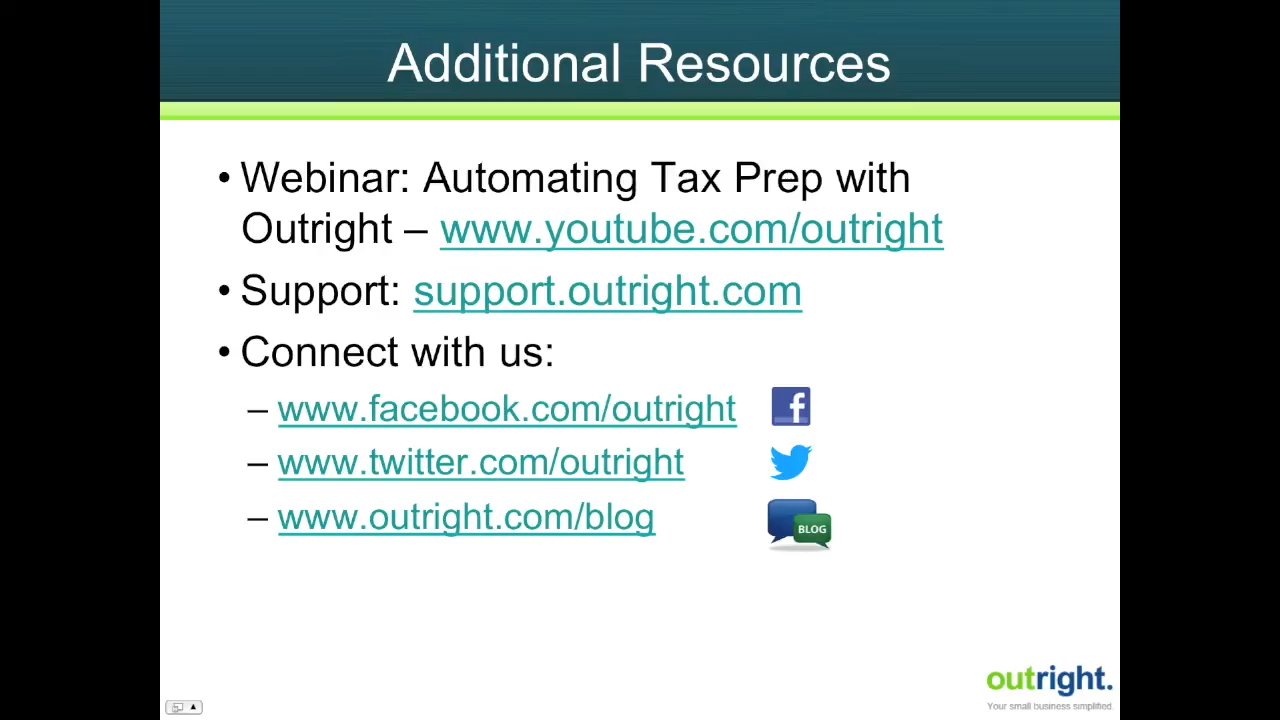 Additional Resources
• Webinar: Automating Tax Prep with
Outright – www.youtube.com/outright
• Support: support.outright.com
• Connect with us:
– www.facebook.com/outright
– www.twitter.com/outright
– www.outright.com/blog
BLOG
outright.
Your small business simplified.